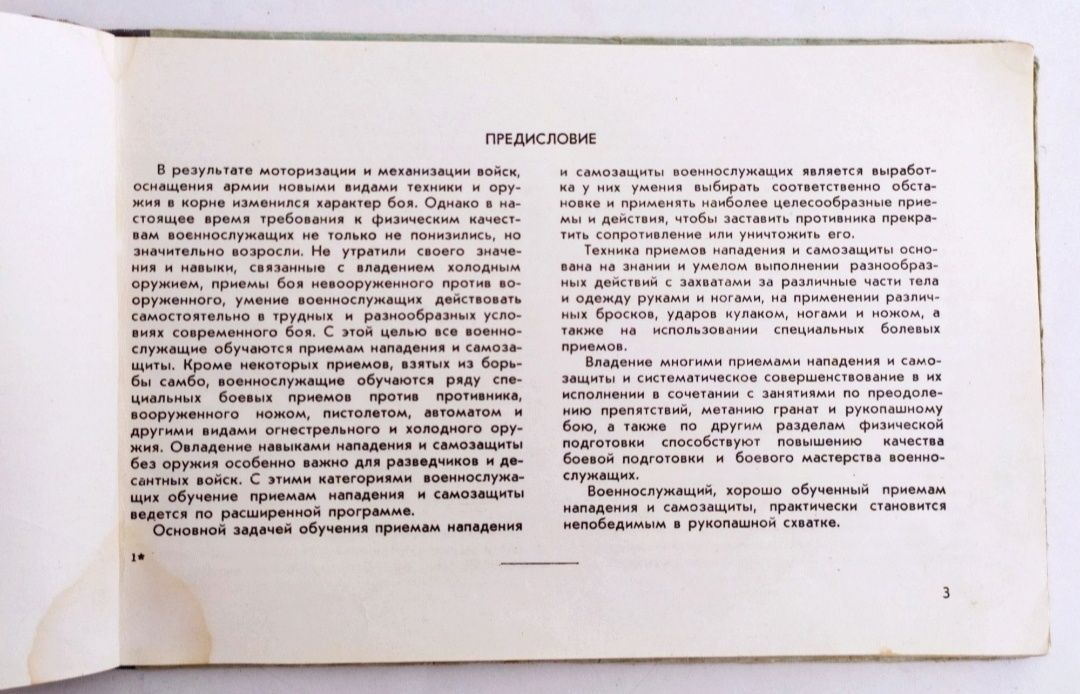 ПРЕДИСЛОВИЕ
В результате моторизации и механизации войск,
оснащения армии новыми видами техники и ору-
жия в корне изменился характер боя. Однако в на-
стоящее время требования к физическим качест-
вам военнослужащих не только не понизились, но
значительно возросли. Не утратили своего значе-
ния и навыки, связанные с владением холодным
оружием, приемы боя невооруженного против во-
оруженного, умение военнослужащих действовать
самостоятельно в трудных и разнообразных усло-
виях современного боя. С этой целью все военно-
служащие обучаются приемам нападения и самоза-
щиты. Кроме некоторых приемов, взятых из борь-
бы самбо, военнослужащие обучаются ряду спе-
циальных боевых приемов против противника,
вооруженного ножом, пистолетом, автоматом и
другими видами огнестрельного и холодного ору-
жия. Овладение навыками нападения и самозащиты
без оружия особенно важно для разведчиков и де-
сантных войск. С этими категориями военнослужа-
щих обучение приемам нападения и самозащиты
ведется по расширенной программе.
Основной задачей обучения приемам нападения
1*
и самозащиты военнослужащих является выработ-
ка у них умения выбирать соответственно обста-
новке и применять наиболее целесообразные прие-
мы и действия, чтобы заставить противника прекра-
тить сопротивление или уничтожить его.
Техника приемов нападения и самозащиты осно-
вана на знании и умелом выполнении разнообраз-
ных действий с захватами за различные части тела
и одежду руками и ногами, на применении различ-
ных бросков, ударов кулаком, ногами и ножом, а
также на использовании специальных болевых
приемов.
Владение многими приемами нападения и само-
защиты и систематическое совершенствование в их
исполнении в сочетании с занятиями по преодоле-
нию препятствий, метанию гранат и рукопашному
бою, а также по другим разделам физической
подготовки способствуют повышению качества
боевой подготовки и боевого мастерства военно-
служащих.
Военнослужащий, хорошо обученный приемам
нападения и самозащиты, практически становится
непобедимым в рукопашной схватке.
3